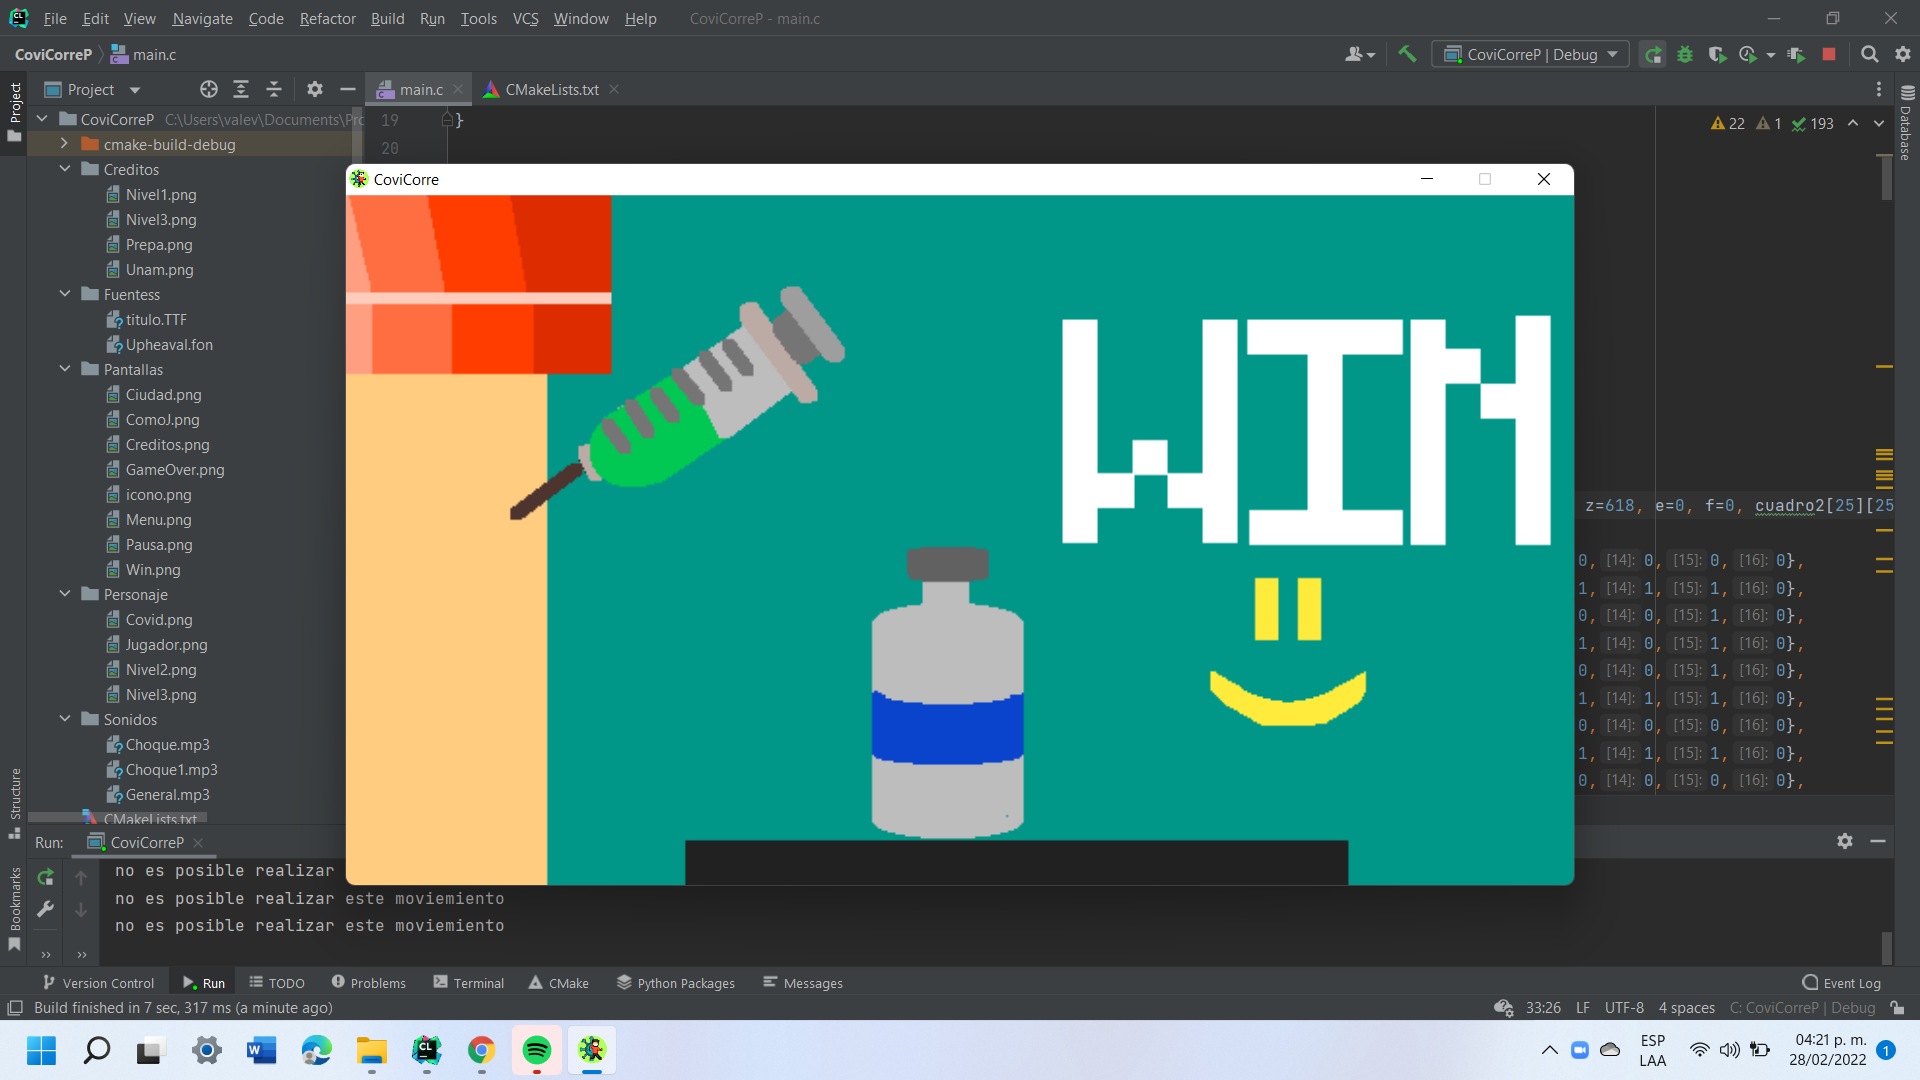 File Edit View Navigate Code Refactor Build Run Tools VCS Window Help CoviCorreP - main.c
CoviCorreP main.c
CoviCorreP | Debug
Project
Project
main.c
CMakeLists.txt
Database
CoviCorreP C:\Users\valev\Documents\Prc
19 }
22 1 193
cmake-build-debug
20
Creditos
CoviCorre
Nivel1.png
Nivel3.png
Prepa.png
Unam.png
Fuentess
titulo.TTF
Upheaval.fon
Pantallas
Ciudad.png
ComoJ.png
Creditos.png
GameOver.png
icono.png
Menu.png
Pausa.png
Win.png
WIN
z=618, e=0, f=0, cuadro2[25][25
0, [14]: 0, [15]: 0, [16]: 0},
1, [14]: 1, [15]: 1, [16]: 0},
0, [14]: 0, [15]: 1, [16]: 0},
1, [14]: 0, [15]: 1, [16]: 0},
0, [14]: 0, [15]: 1, [16]: 0},
1, [14]: 1, [15]: 1, [16]: 0},
0, [14]: 0, [15]: 0, [16]: 0},
1, [14]: 1, [15]: 1, [16]: 0},
0, [14]: 0, [15]: 0, [16]: 0},
Personaje
Covid.png
Jugador.png
Nivel2.png
Nivel3.png
Sonidos
Choque.mp3
Choque1.mp3
General.mp3
CMakeLists.txt
Structure
Bookmarks
Run: CoviCorreP
no es posible realizar
no es posible realizar este moviemiento
no es posible realizar este moviemiento
Version Control Run TODO Problems Terminal CMake Python Packages Messages Event Log
Build finished in 7 sec, 317 ms (a minute ago) 33:26 LF UTF-8 4 spaces C: CoviCorreP | Debug
ESP
LAA
04:21 p. m.
28/02/2022
1